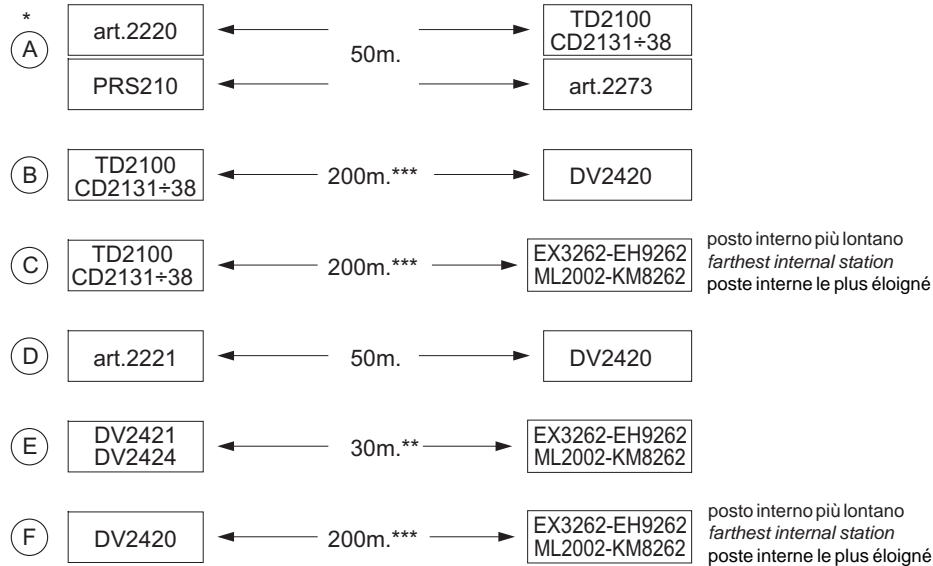 *
A
art.2220
50m.
TD2100
CD2131÷38
PRS210
art.2273
B
TD2100
CD2131÷38
200m.***
DV2420
C
TD2100
CD2131÷38
200m.***
EX3262-EH9262
ML2002-KM8262
posto interno più lontano
farthest internal station
poste interne le plus éloigné
D
art.2221
50m.
DV2420
E
DV2421
DV2424
30m.**
EX3262-EH9262
ML2002-KM8262
F
DV2420
200m.***
EX3262-EH9262
ML2002-KM8262
posto interno più lontano
farthest internal station
poste interne le plus éloigné